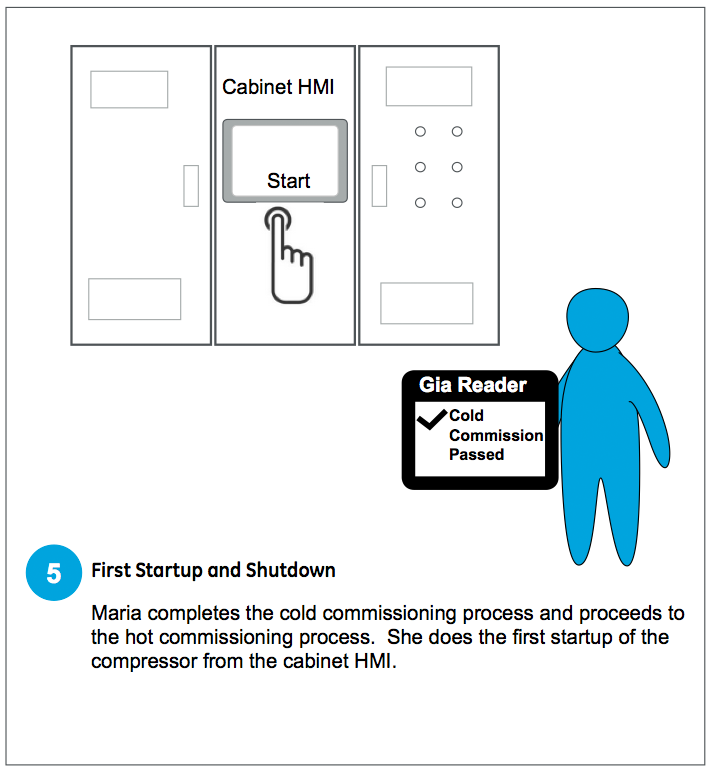 Cabinet HMI
Start
Gia Reader
Cold
Commission
Passed
5
First Startup and Shutdown
Maria completes the cold commissioning process and proceeds to
the hot commissioning process.  She does the first startup of the
compressor from the cabinet HMI.